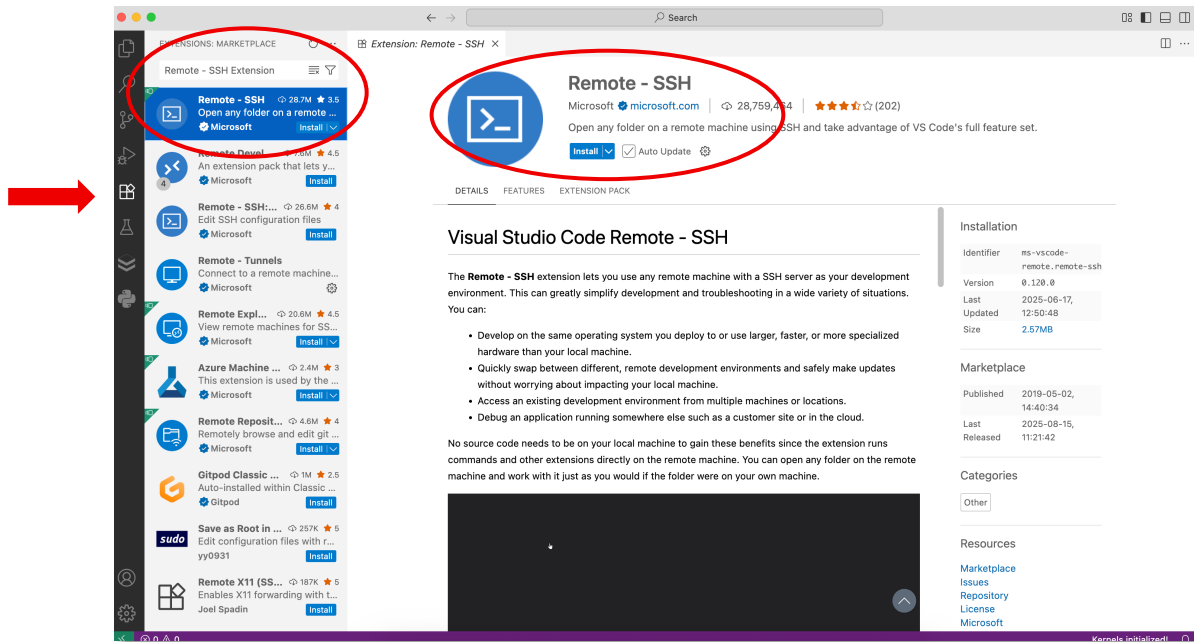 Search
EXTENSIONS: MARKETPLACE
Remote - SSH Extension
Remote - SSH 28.7M 3.5
Open any folder on a remote ...
Microsoft Install
Remote Devel... 7.6M 4.5
An extension pack that lets y...
Microsoft Install
4
Remote - SSH:... 26.6M 4
Edit SSH configuration files
Microsoft Install
Remote - Tunnels
Connect to a remote machine...
Microsoft
Remote Expl... 20.6M 4.5
View remote machines for SS...
Microsoft Install
Azure Machine ... 2.4M 3
This extension is used by the ...
Microsoft Install
Remote Reposit... 4.6M 4
Remotely browse and edit git ...
Microsoft Install
Gitpod Classic ... 1M 2.5
Auto-installed within Classic ...
Gitpod Install
sudo
Save as Root in ... 257K 5
Edit configuration files with r...
yy0931 Install
Remote X11 (SS... 187K 5
Enables X11 forwarding with t...
Joel Spadin Install
0 0
Extension: Remote - SSH
Remote - SSH
Microsoft microsoft.com 28,759,464 (202)
Open any folder on a remote machine using SSH and take advantage of VS Code's full feature set.
Install Auto Update
DETAILS FEATURES EXTENSION PACK
Visual Studio Code Remote - SSH
The Remote - SSH extension lets you use any remote machine with a SSH server as your development
environment. This can greatly simplify development and troubleshooting in a wide variety of situations.
You can:
• Develop on the same operating system you deploy to or use larger, faster, or more specialized
hardware than your local machine.
• Quickly swap between different, remote development environments and safely make updates
without worrying about impacting your local machine.
• Access an existing development environment from multiple machines or locations.
• Debug an application running somewhere else such as a customer site or in the cloud.
No source code needs to be on your local machine to gain these benefits since the extension runs
commands and other extensions directly on the remote machine. You can open any folder on the remote
machine and work with it just as you would if the folder were on your own machine.
Installation
Identifier ms-vscode-
remote.remote-ssh
Version 0.120.0
Last 2025-06-17,
Updated 12:50:48
Size 2.57MB
Marketplace
Published 2019-05-02,
14:40:34
Last 2025-08-15,
Released 11:21:42
Categories
Other
Resources
Marketplace
Issues
Repository
License
Microsoft
Kernels initialized!